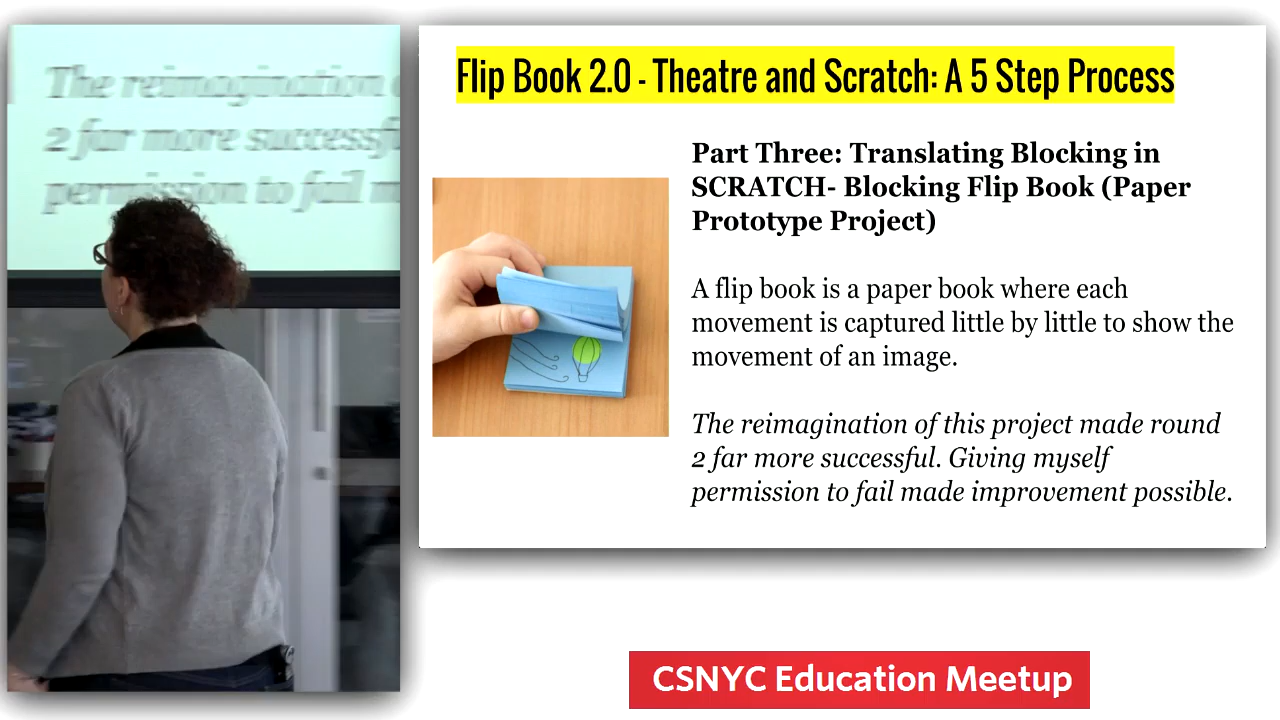 The reimagination
2 far more successf
permission to fail m
Flip Book 2.0 - Theatre and Scratch: A 5 Step Process
Part Three: Translating Blocking in
SCRATCH- Blocking Flip Book (Paper
Prototype Project)
A flip book is a paper book where each
movement is captured little by little to show the
movement of an image.
The reimagination of this project made round
2 far more successful. Giving myself
permission to fail made improvement possible.
CSNYC Education Meetup